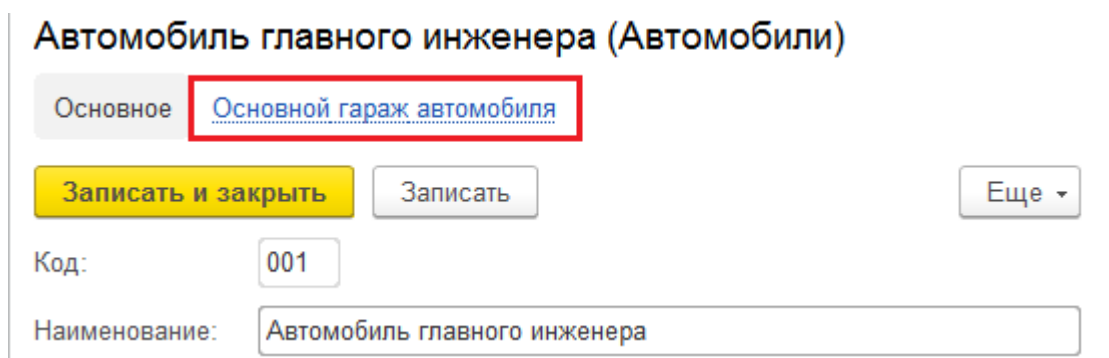 Автомобиль главного инженера (Автомобили)
Основное Основной гараж автомобиля
Записать и закрыть Записать Еще
Код: 001
Наименование: Автомобиль главного инженера